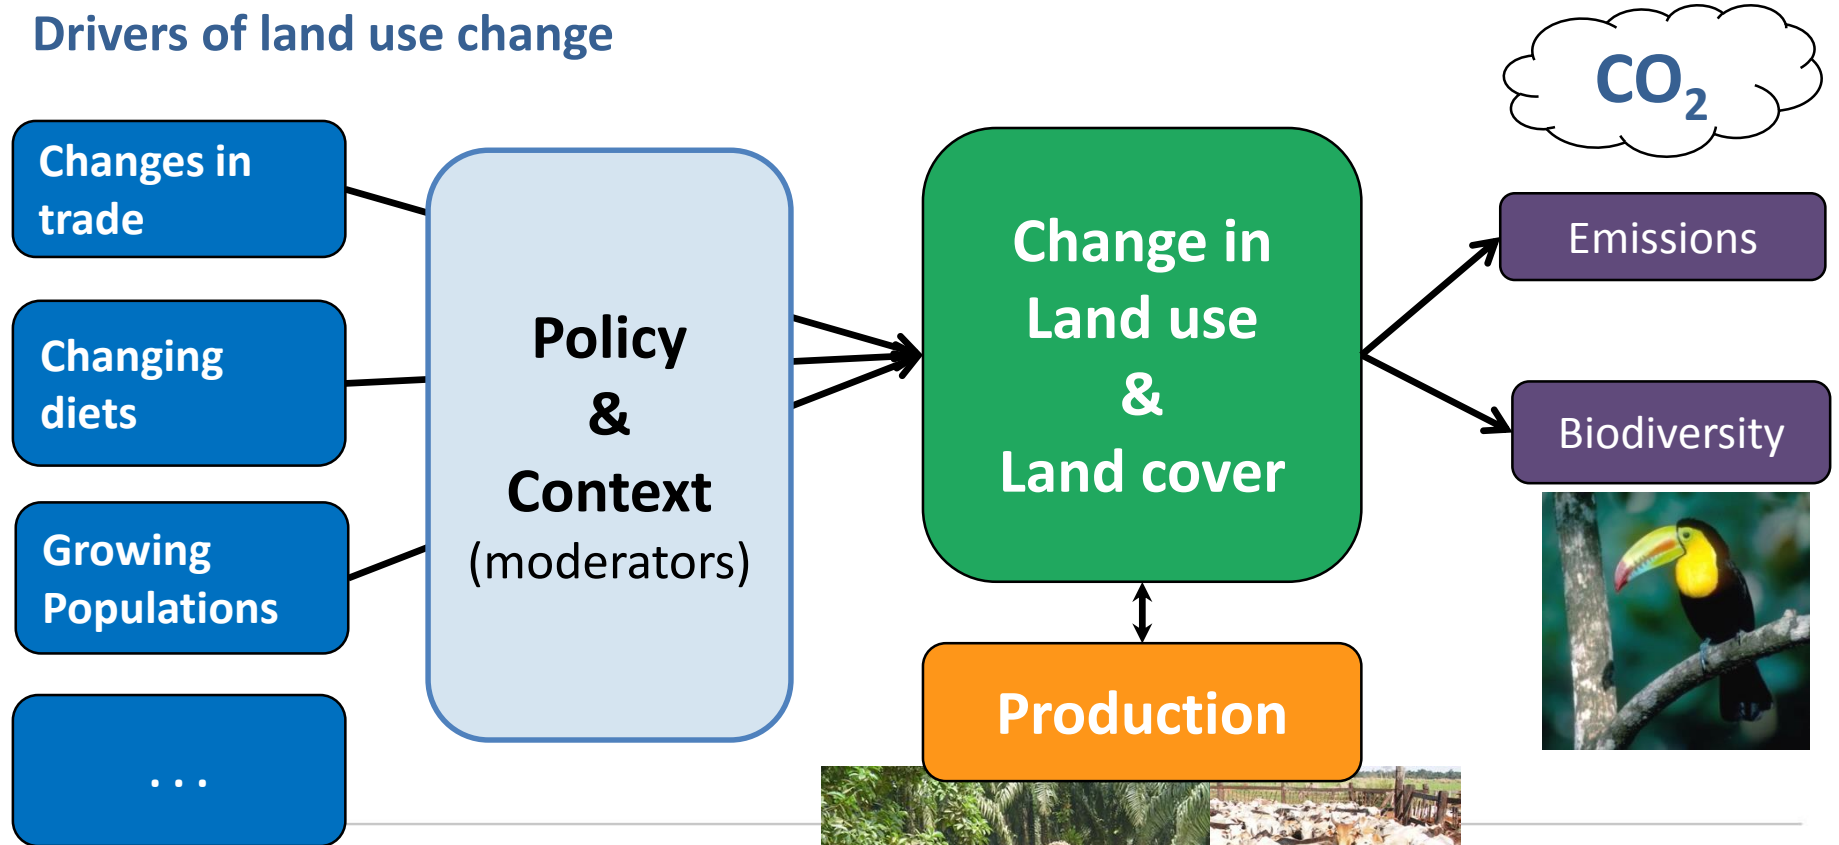 Drivers of land use change
CO₂
Changes in
trade
Changing
diets
Growing
Populations
...
Policy
&
Context
(moderators)
Change in
Land use
&
Land cover
Production
Emissions
Biodiversity